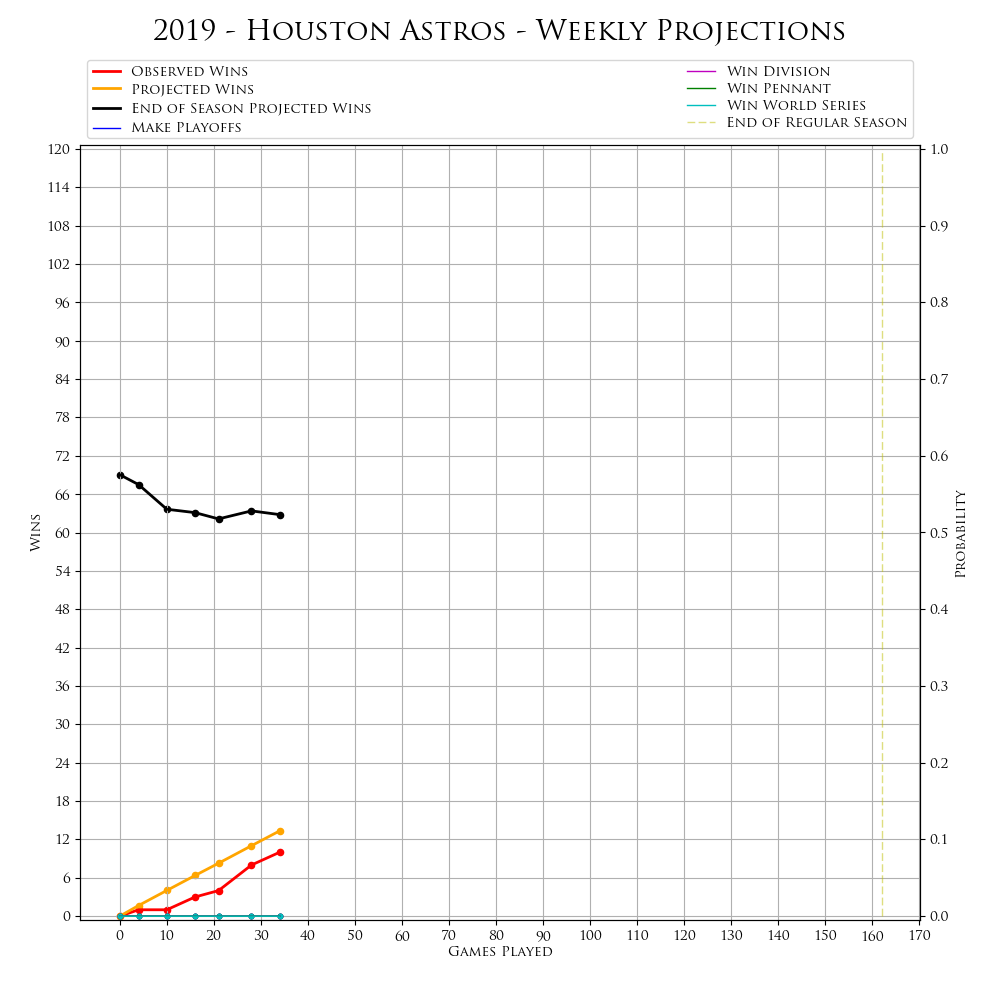 2019 - Houston Astros - Weekly Projections
Observed Wins
Projected Wins
End of Season Projected Wins
Make Playoffs
Win Division
Win Pennant
Win World Series
End of Regular Season
120
114
108
102
96
90
84
78
72
66
60
54
48
42
36
30
24
18
12
6
0
Wins
1.0
0.9
0.8
0.7
0.6
0.5
0.4
0.3
0.2
0.1
0.0
Probability
0 10 20 30 40 50 60 70 80 90 100 110 120 130 140 150 160 170
Games Played